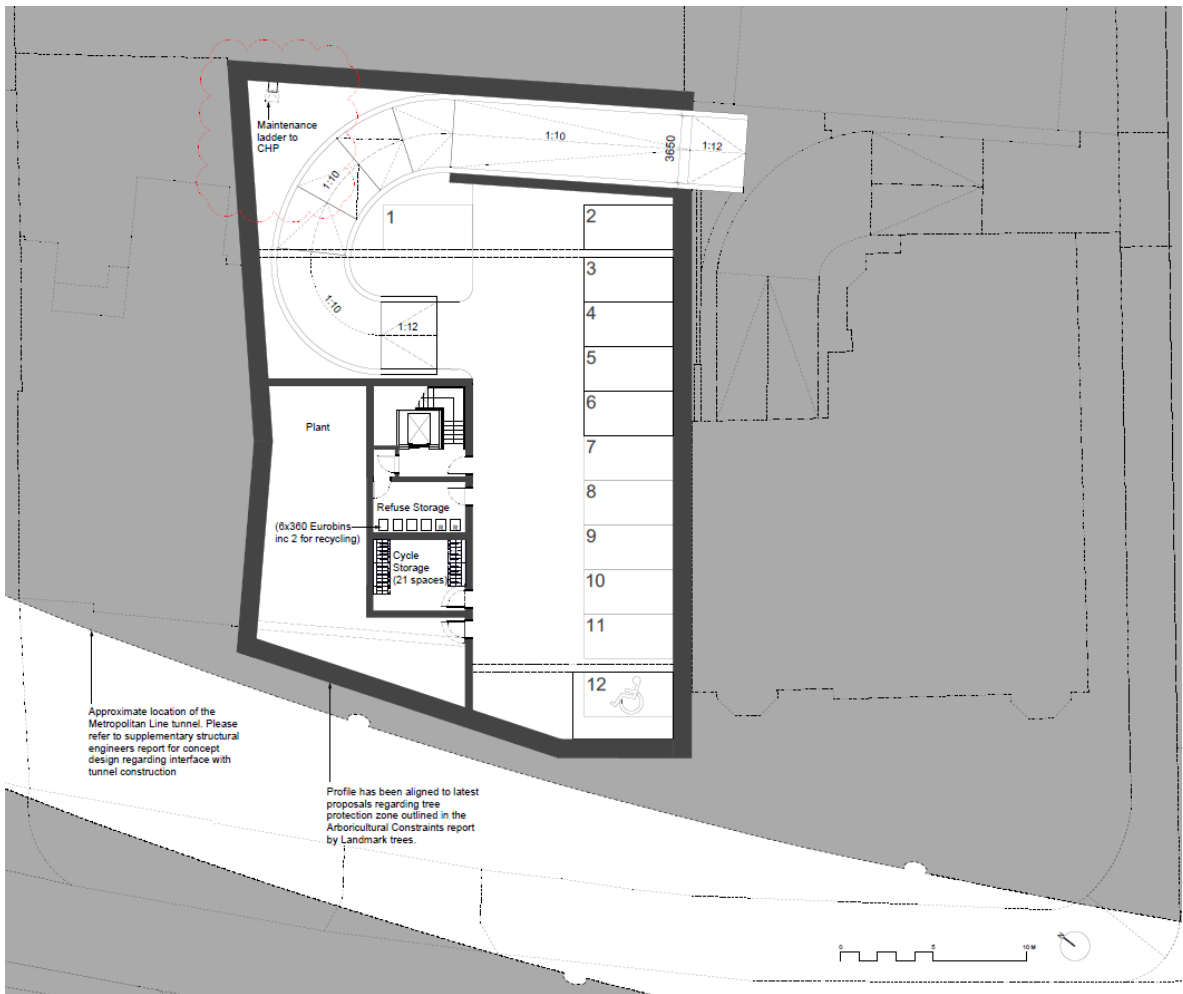 Maintenance
ladder to
CHP
1:10
3650
1:12
1:10
1
2
3
1:10
4
1:12
5
6
Plant
7
8
Refuse Storage
(6x360 Eurobins
inc 2 for recycling)
9
Cycle
Storage
(21 spaces)
10
11
12
Approximate location of the
Metropolitan Line tunnel. Please
refer to supplementary structural
engineers report for concept
design regarding interface with
tunnel construction
Profile has been aligned to latest
proposals regarding tree
protection zone outlined in the
Arboricultural Constraints report
by Landmark trees.
0
5
10 M
N